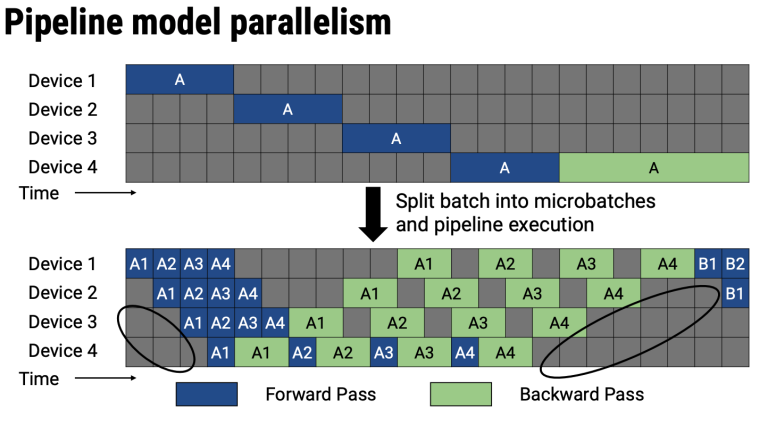 Pipeline model parallelism
Device 1 A
Device 2 A
Device 3 A
Device 4 A A
Time
Split batch into microbatches
and pipeline execution
Device 1 A1 A2 A3 A4 A1 A2 A3 A4 B1 B2
Device 2 A1 A2 A3 A4 A1 A2 A3 A4 B1
Device 3 A1 A2 A3 A4 A1 A2 A3 A4
Device 4 A1 A1 A2 A2 A3 A3 A4 A4
Time
Forward Pass Backward Pass